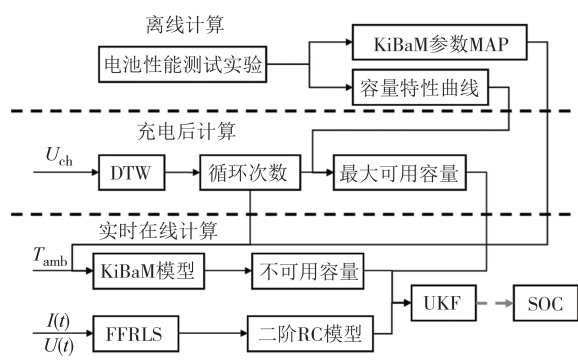 离线计算
KiBaM参数MAP
电池性能测试实验
容量特性曲线
充电后计算
Uch
DTW
循环次数
最大可用容量
实时在线计算
Tamb
KiBaM模型
不可用容量
UKF
SOC
I(t)
U(t)
FFRLS
二阶RC模型